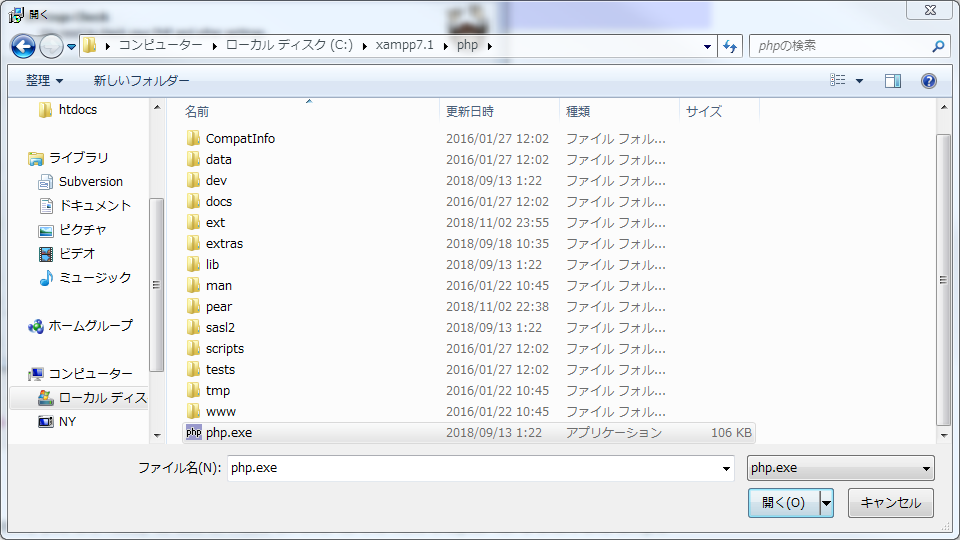 開く
コンピューター ▸ ローカル ディスク (C:) ▸ xampp7.1 ▸ php ▸
phpの検索
整理 新しいフォルダー
名前 更新日時 種類 サイズ
htdocs
ライブラリ
Subversion
ドキュメント
ピクチャ
ビデオ
ミュージック
ホームグループ
コンピューター
ローカル ディス
NY
CompatInfo 2016/01/27 12:02 ファイル フォル...
data 2016/01/27 12:02 ファイル フォル...
dev 2018/09/13 1:22 ファイル フォル...
docs 2016/01/27 12:02 ファイル フォル...
ext 2018/11/02 23:55 ファイル フォル...
extras 2018/09/18 10:35 ファイル フォル...
lib 2018/09/13 1:22 ファイル フォル...
man 2016/01/22 10:45 ファイル フォル...
pear 2018/11/02 22:38 ファイル フォル...
sasl2 2018/09/13 1:22 ファイル フォル...
scripts 2016/01/27 12:02 ファイル フォル...
tests 2016/01/27 12:02 ファイル フォル...
tmp 2016/01/22 10:45 ファイル フォル...
www 2016/01/22 10:45 ファイル フォル...
php php.exe 2018/09/13 1:22 アプリケーション 106 KB
ファイル名(N): php.exe php.exe
開く(O) キャンセル